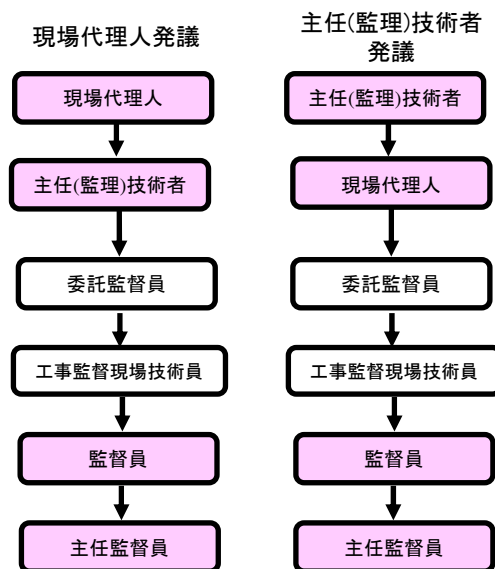 現場代理人発議
現場代理人
主任(監理)技術者
委託監督員
工事監督現場技術員
監督員
主任監督員
主任(監理)技術者
発議
主任(監理)技術者
現場代理人
委託監督員
工事監督現場技術員
監督員
主任監督員